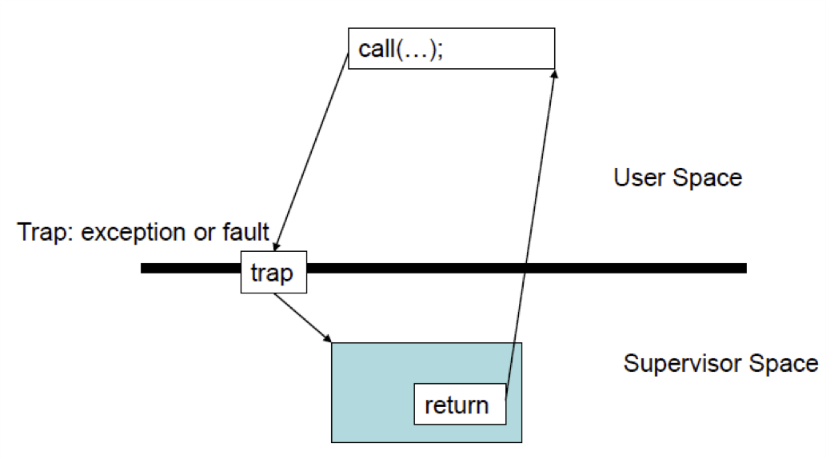 call(…);
User Space
Trap: exception or fault
trap
Supervisor Space
return